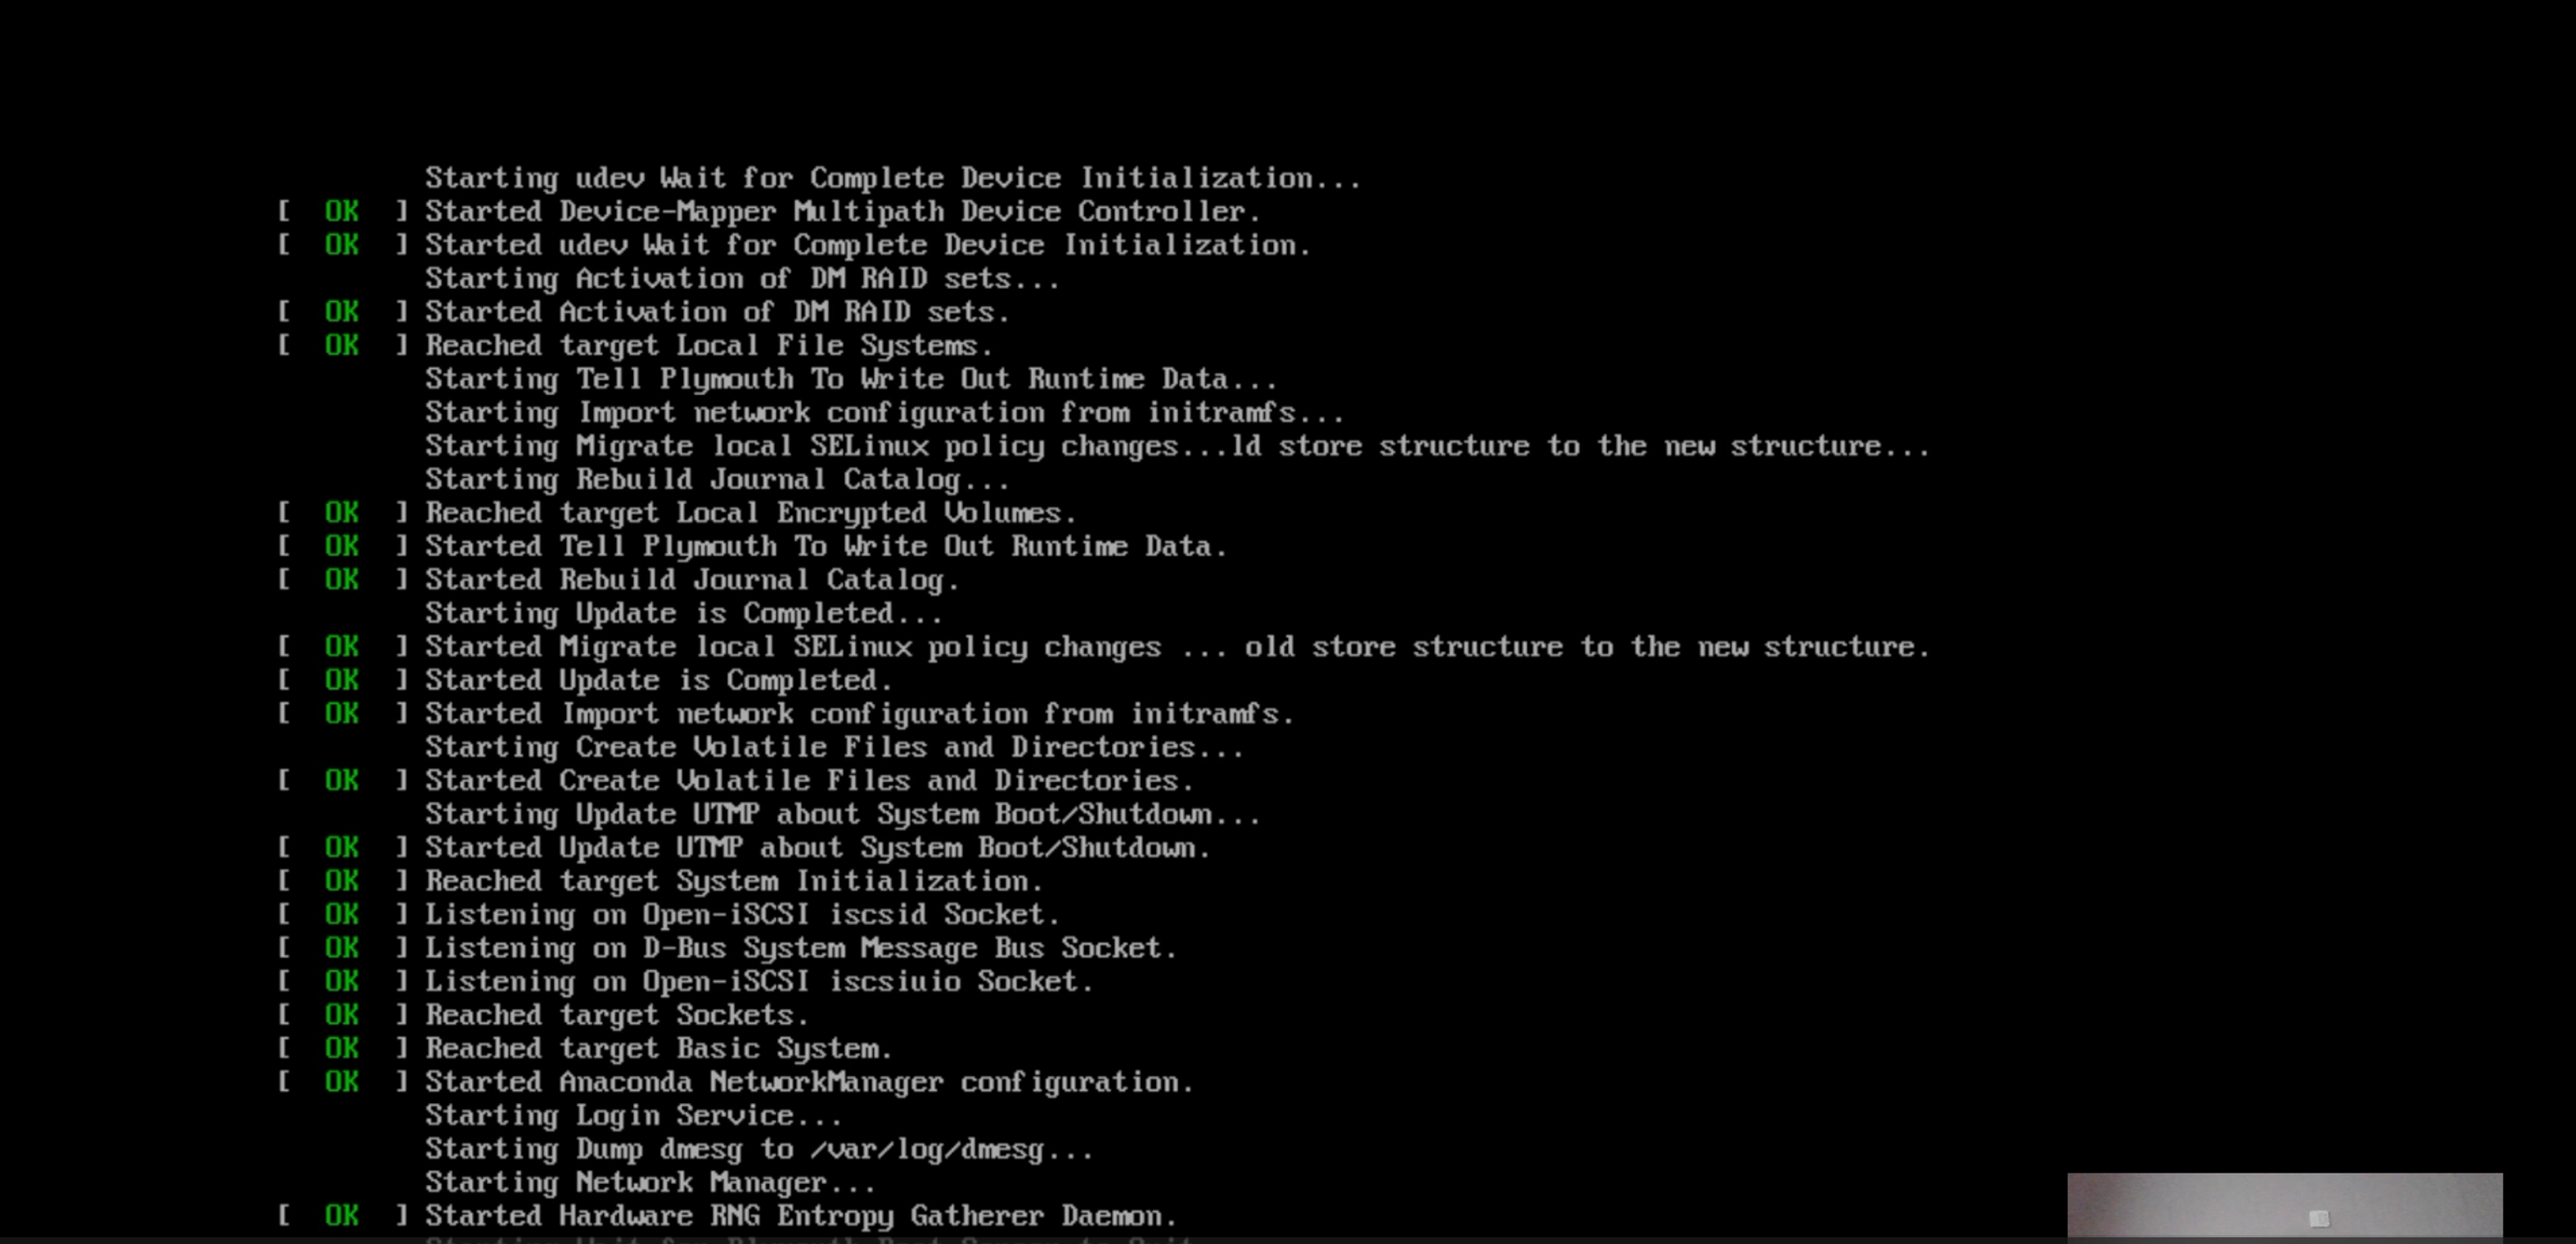 Starting udev Wait for Complete Device Initialization...
[  OK  ] Started Device-Mapper Multipath Device Controller.
[  OK  ] Started udev Wait for Complete Device Initialization.
Starting Activation of DM RAID sets...
[  OK  ] Started Activation of DM RAID sets.
[  OK  ] Reached target Local File Systems.
Starting Tell Plymouth To Write Out Runtime Data...
Starting Import network configuration from initramfs...
Starting Migrate local SELinux policy changes...ld store structure to the new structure...
Starting Rebuild Journal Catalog...
[  OK  ] Reached target Local Encrypted Volumes.
[  OK  ] Started Tell Plymouth To Write Out Runtime Data.
[  OK  ] Started Rebuild Journal Catalog.
Starting Update is Completed...
[  OK  ] Started Migrate local SELinux policy changes ... old store structure to the new structure.
[  OK  ] Started Update is Completed.
[  OK  ] Started Import network configuration from initramfs.
Starting Create Volatile Files and Directories...
[  OK  ] Started Create Volatile Files and Directories.
Starting Update UTMP about System Boot/Shutdown...
[  OK  ] Started Update UTMP about System Boot/Shutdown.
[  OK  ] Reached target System Initialization.
[  OK  ] Listening on Open-iSCSI iscsid Socket.
[  OK  ] Listening on D-Bus System Message Bus Socket.
[  OK  ] Listening on Open-iSCSI iscsiuio Socket.
[  OK  ] Reached target Sockets.
[  OK  ] Reached target Basic System.
[  OK  ] Started Anaconda NetworkManager configuration.
Starting Login Service...
Starting Dump dmesg to /var/log/dmesg...
Starting Network Manager...
[  OK  ] Started Hardware RNG Entropy Gatherer Daemon.